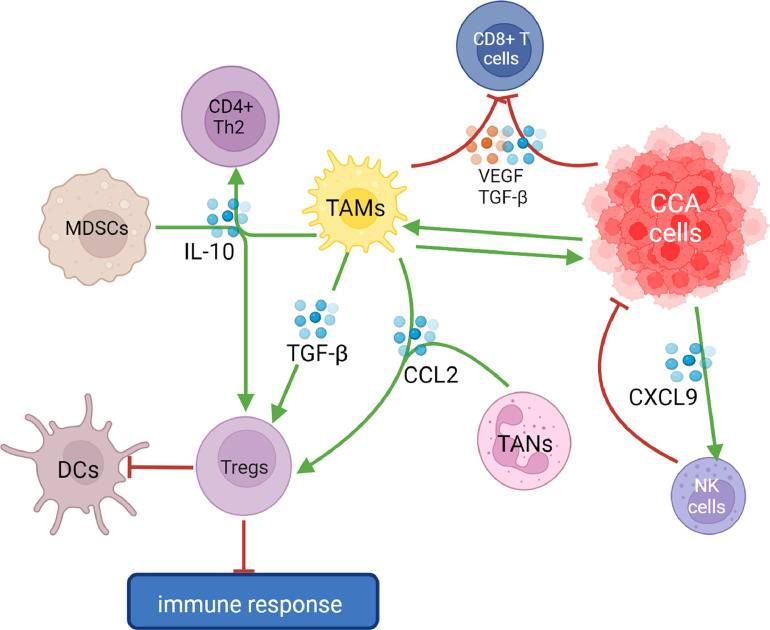 CD8+ T
cells
CD4+
Th2
VEGF
TGF-β
TAMs
CCA
cells
MDSCs
IL-10
TGF-β
CCL2
CXCL9
TANs
DCs
Tregs
NK
cells
immune response